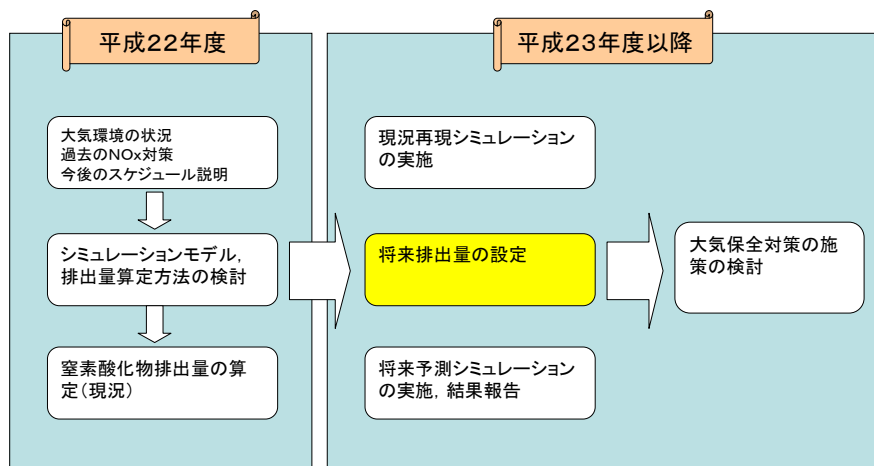 平成22年度
大気環境の状況
過去のNOx対策
今後のスケジュール説明
シミュレーションモデル,
排出量算定方法の検討
窒素酸化物排出量の算
定(現況)
平成23年度以降
現況再現シミュレーション
の実施
将来排出量の設定
将来予測シミュレーション
の実施, 結果報告
大気保全対策の施
策の検討